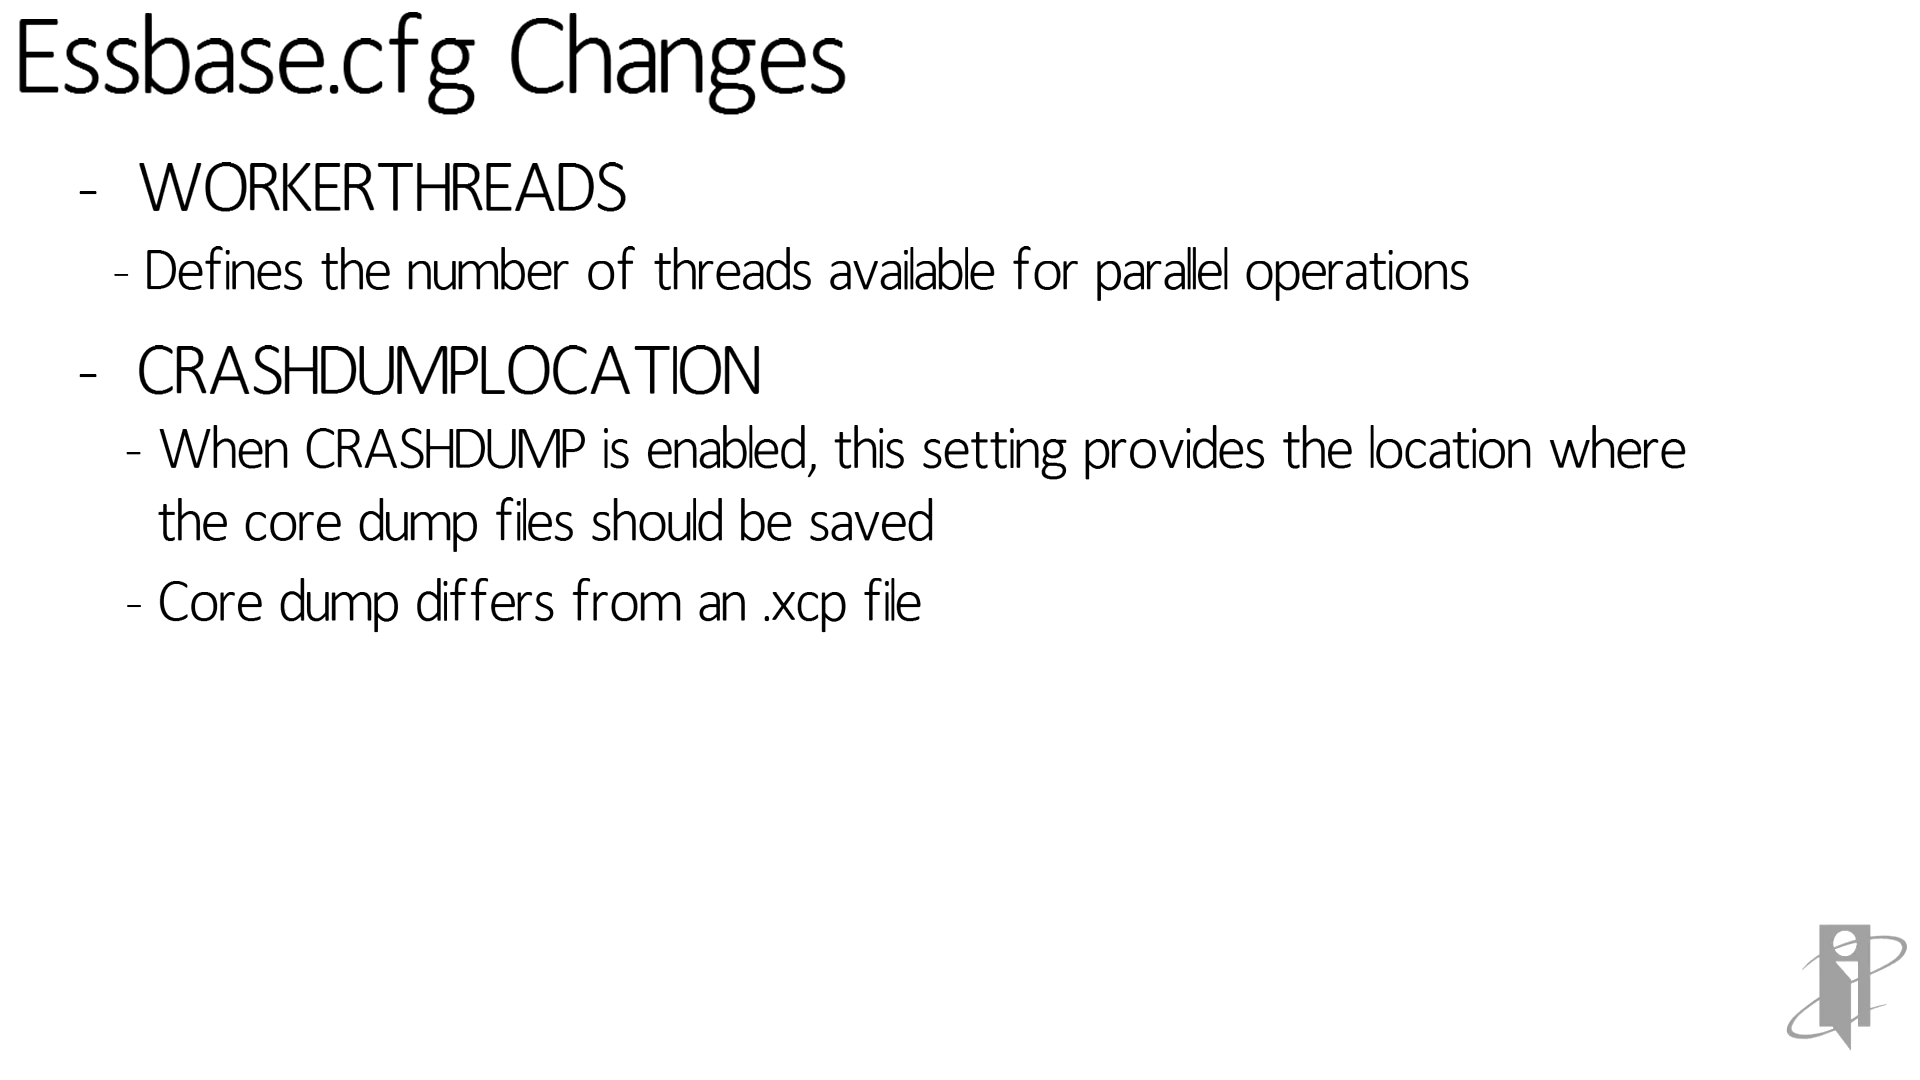 Essbase.cfg Changes
- WORKERTHREADS
- Defines the number of threads available for parallel operations
- CRASHDUMPLOCATION
- When CRASHDUMP is enabled, this setting provides the location where
the core dump files should be saved
- Core dump differs from an .xcp file